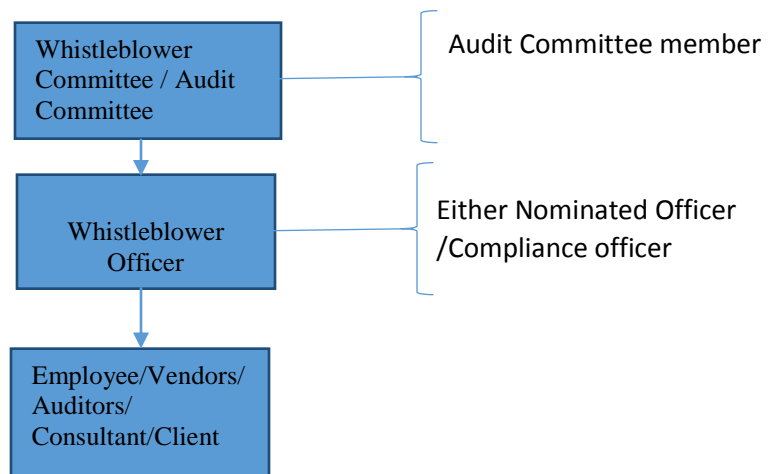 Whistleblower
Committee / Audit
Committee
Audit Committee member
Whistleblower
Officer
Either Nominated Officer
/Compliance officer
Employee/Vendors/
Auditors/
Consultant/Client